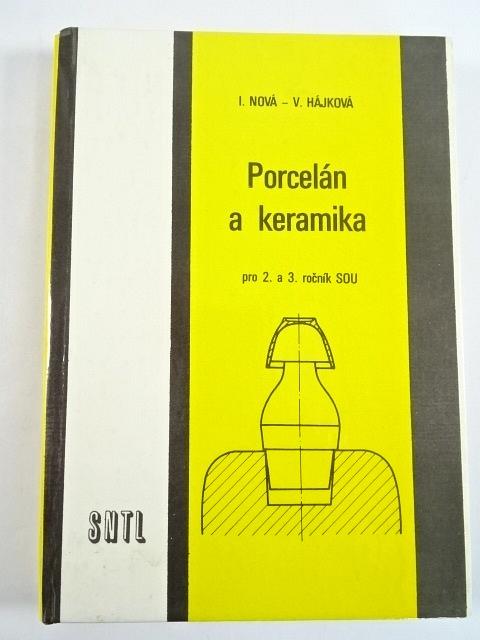 I. NOVÁ – V. HÁJKOVÁ
Porcelán
a keramika
pro 2. a 3. ročník SOU
SNTL